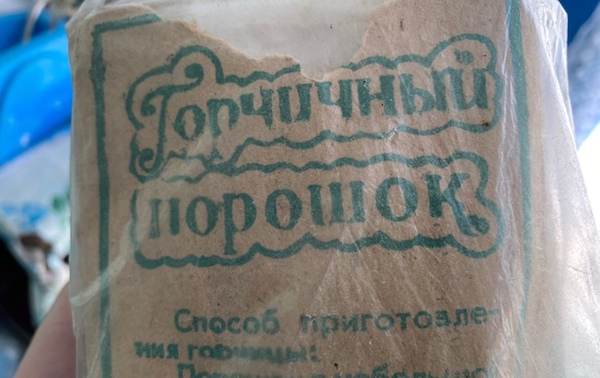 Горчичный
порошок
Способ приготовле-
ния горчицы: